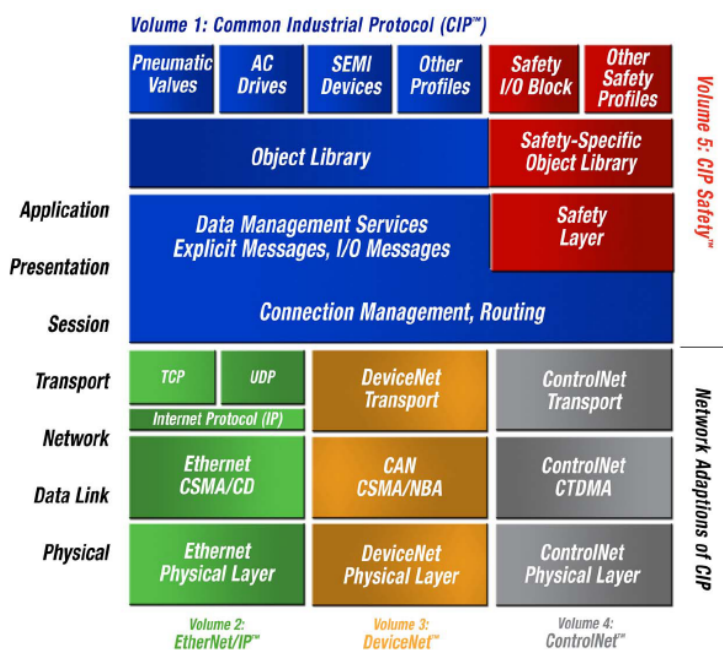 Volume 1: Common Industrial Protocol (CIP™)
Pneumatic
Valves
AC
Drives
SEMI
Devices
Other
Profiles
Safety
I/O Block
Other
Safety
Profiles
Object Library
Safety-Specific
Object Library
Volume 5: CIP Safety™
Application
Presentation
Session
Data Management Services
Explicit Messages, I/O Messages
Safety
Layer
Connection Management, Routing
Transport
Network
Data Link
Physical
TCP
UDP
Internet Protocol (IP)
DeviceNet
Transport
ControlNet
Transport
Ethernet
CSMA/CD
CAN
CSMA/NBA
ControlNet
CTDMA
Ethernet
Physical Layer
DeviceNet
Physical Layer
ControlNet
Physical Layer
Network Adaptions of CIP
Volume 2:
EtherNet/IP™
Volume 3:
DeviceNet™
Volume 4:
ControlNet™